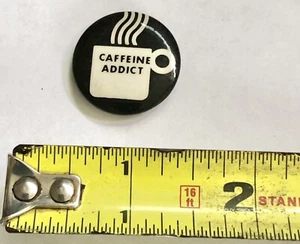 CAFFEINE
ADDICT
1
16 2 STAN
ft
1